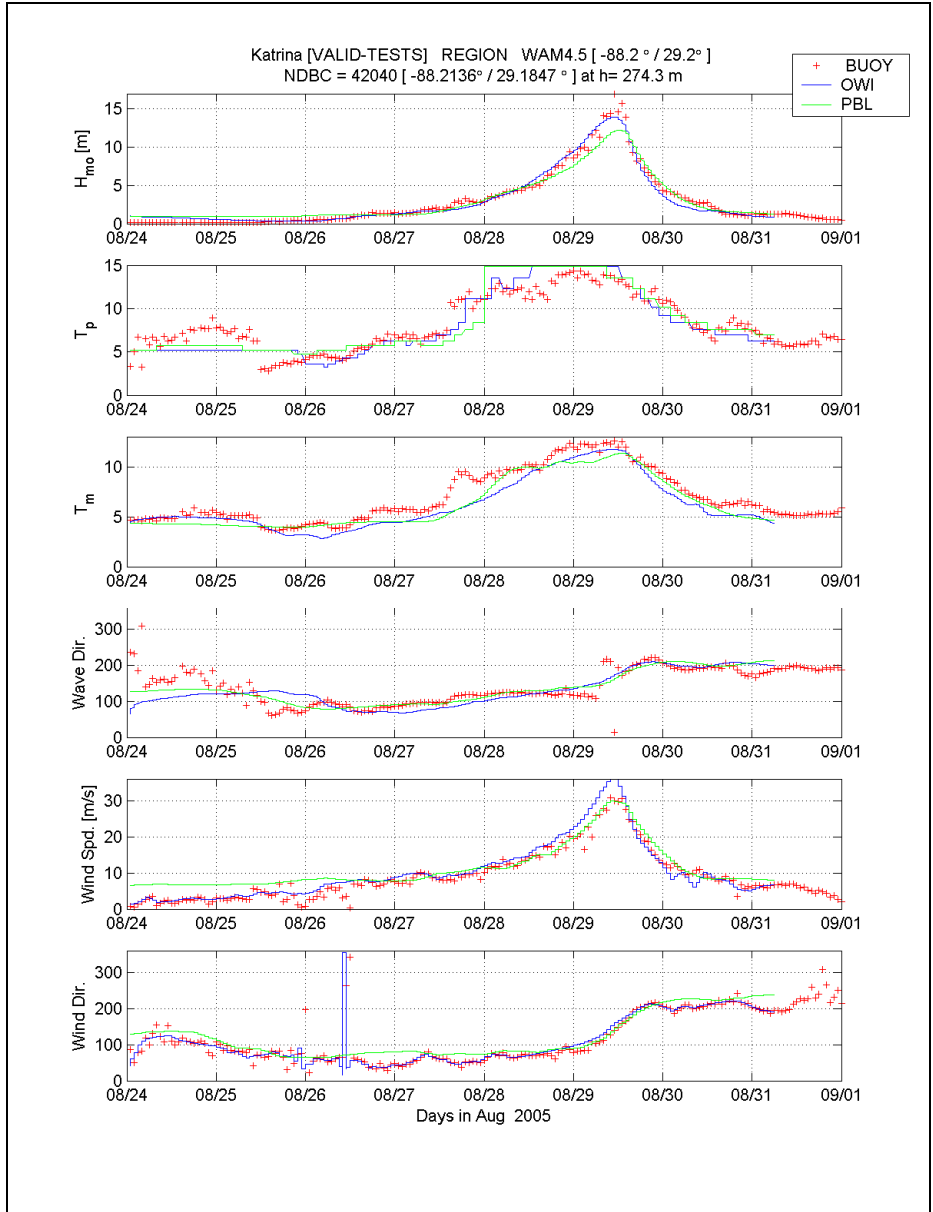 Katrina [VALID-TESTS] REGION WAM4.5 [ -88.2 ° / 29.2° ]
NDBC = 42040 [ -88.2136° / 29.1847 ° ] at h= 274.3 m
BUOY
OWI
PBL
H mo [m]
15
10
5
0
08/24 08/25 08/26 08/27 08/28 08/29 08/30 08/31 09/01
T p
15
10
5
0
08/24 08/25 08/26 08/27 08/28 08/29 08/30 08/31 09/01
T m
10
5
0
08/24 08/25 08/26 08/27 08/28 08/29 08/30 08/31 09/01
Wave Dir.
300
200
100
0
08/24 08/25 08/26 08/27 08/28 08/29 08/30 08/31 09/01
Wind Spd. [m/s]
30
20
10
0
08/24 08/25 08/26 08/27 08/28 08/29 08/30 08/31 09/01
Wind Dir.
300
200
100
0
08/24 08/25 08/26 08/27 08/28 08/29 08/30 08/31 09/01
Days in Aug 2005